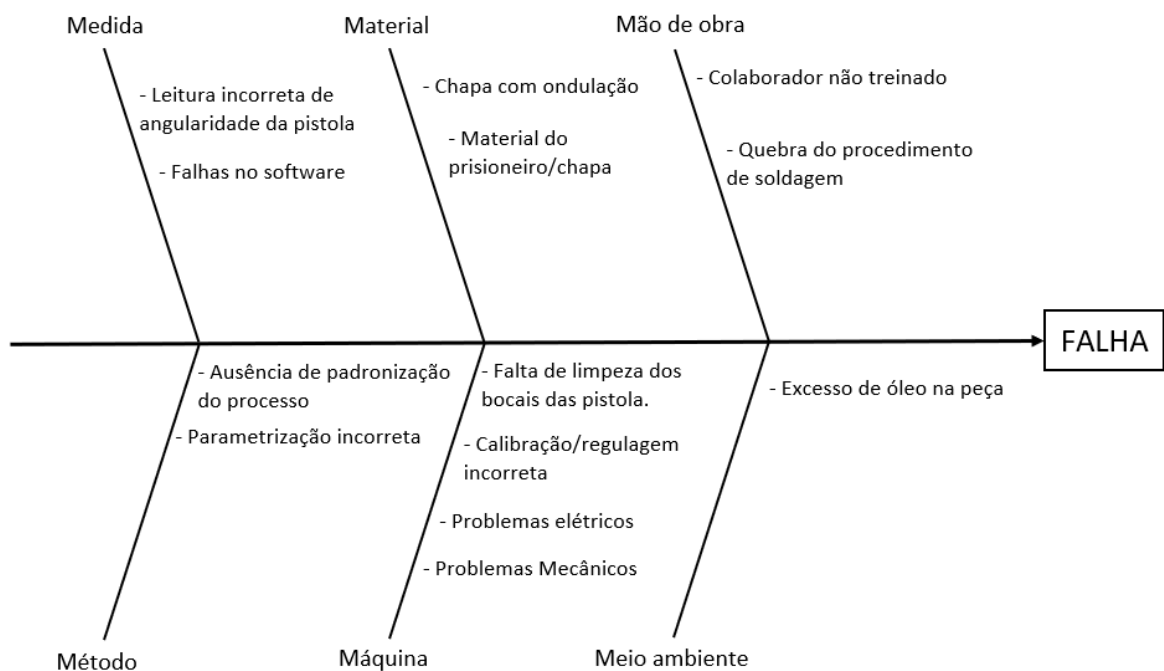 Medida
Material
Mão de obra
- Leitura incorreta de
angularidade da pistola
- Falhas no software
- Chapa com ondulação
- Material do
prisioneiro/chapa
- Colaborador não treinado
- Quebra do procedimento
de soldagem
FALHA
- Ausência de padronização
do processo
- Parametrização incorreta
- Falta de limpeza dos
bocais das pistola.
- Calibração/regulagem
incorreta
- Problemas elétricos
- Problemas Mecânicos
- Excesso de óleo na peça
Método
Máquina
Meio ambiente